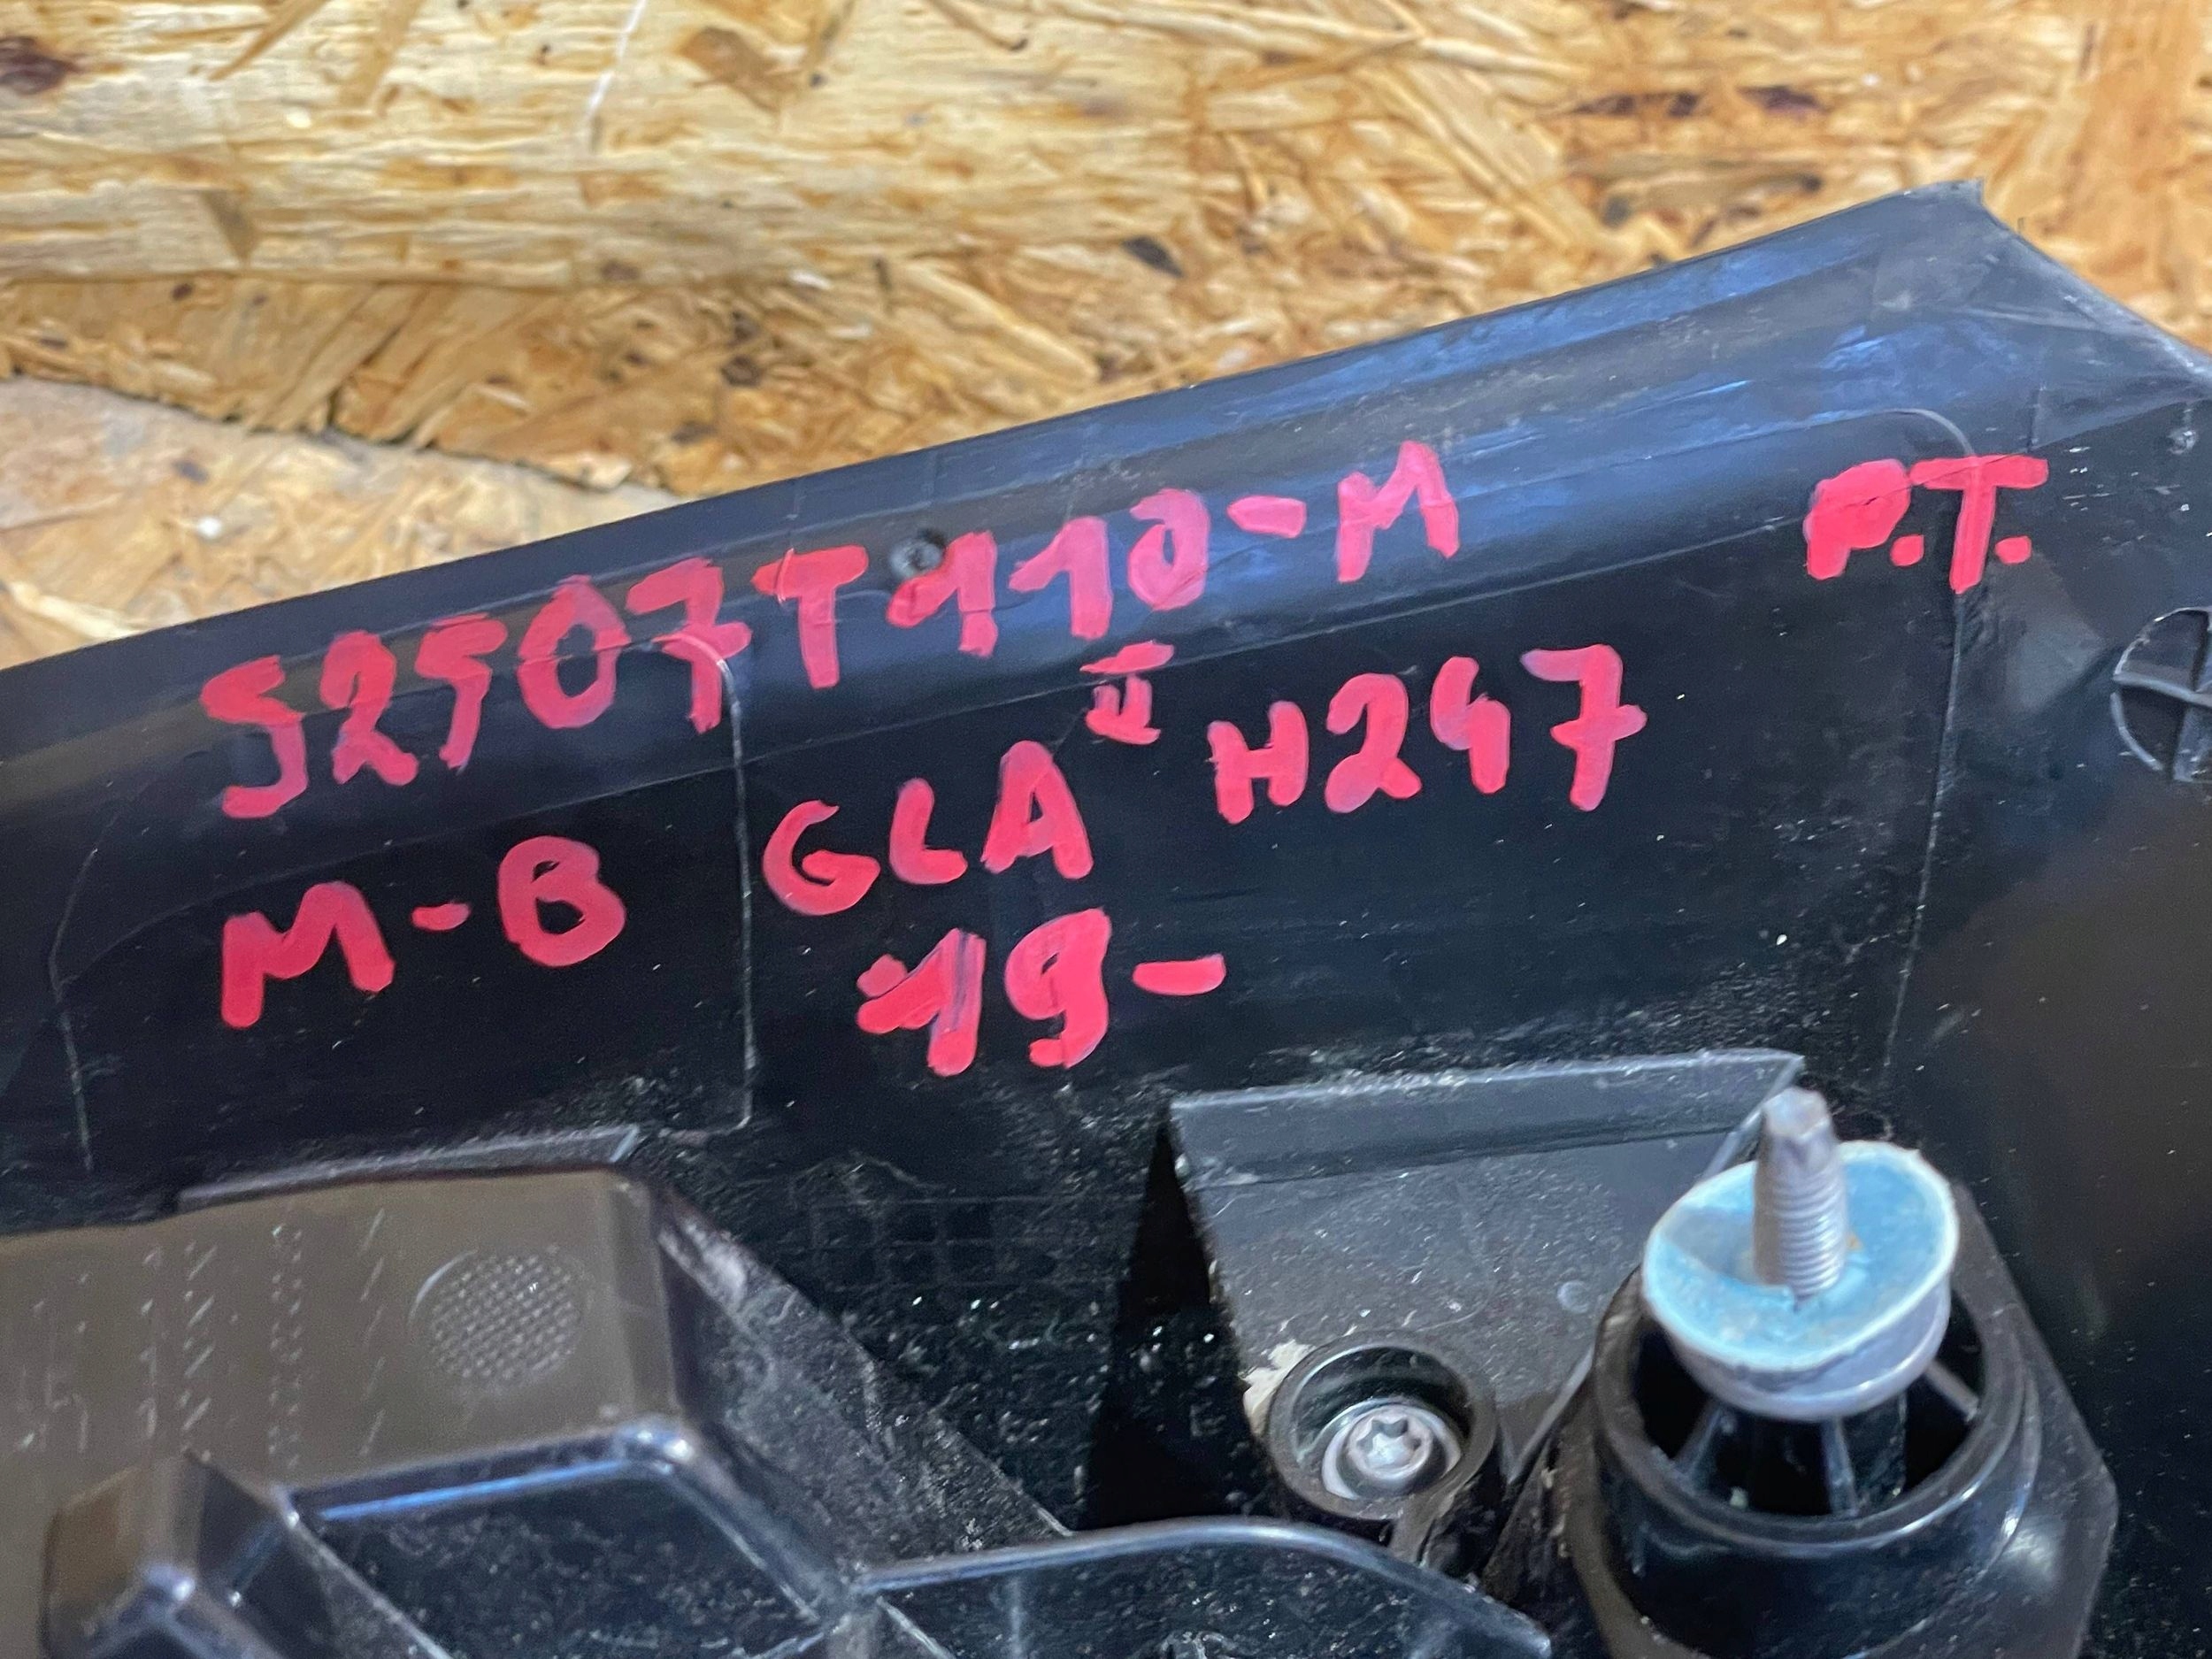 S2507T110-M P.T.
M-B GLA II H247
19-